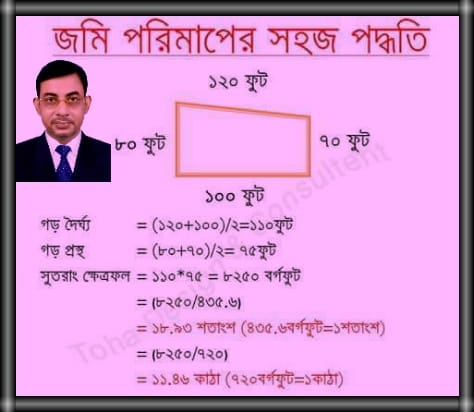 জমি পরিমাপের সহজ পদ্ধতি
১২০ ফুট
৮০ ফুট
৭০ ফুট
১০০ ফুট
গড় দৈর্ঘ্য = (১২০+১০০)/২=১১০ফুট
গড় প্রস্থ = (৮০+৭০)/২= ৭৫ফুট
সুতরাং ক্ষেত্রফল = ১১০*৭৫ = ৮২৫০ বর্গফুট
= (৮২৫০/৪৩৫.৬)
= ১৮.৯৩ শতাংশ (৪৩৫.৬বর্গফুট=১শতাংশ)
= (৮২৫০/৭২০)
= ১১.৪৬ কাঠা (৭২০বর্গফুট=১কাঠা)
Toha Design & Consultent